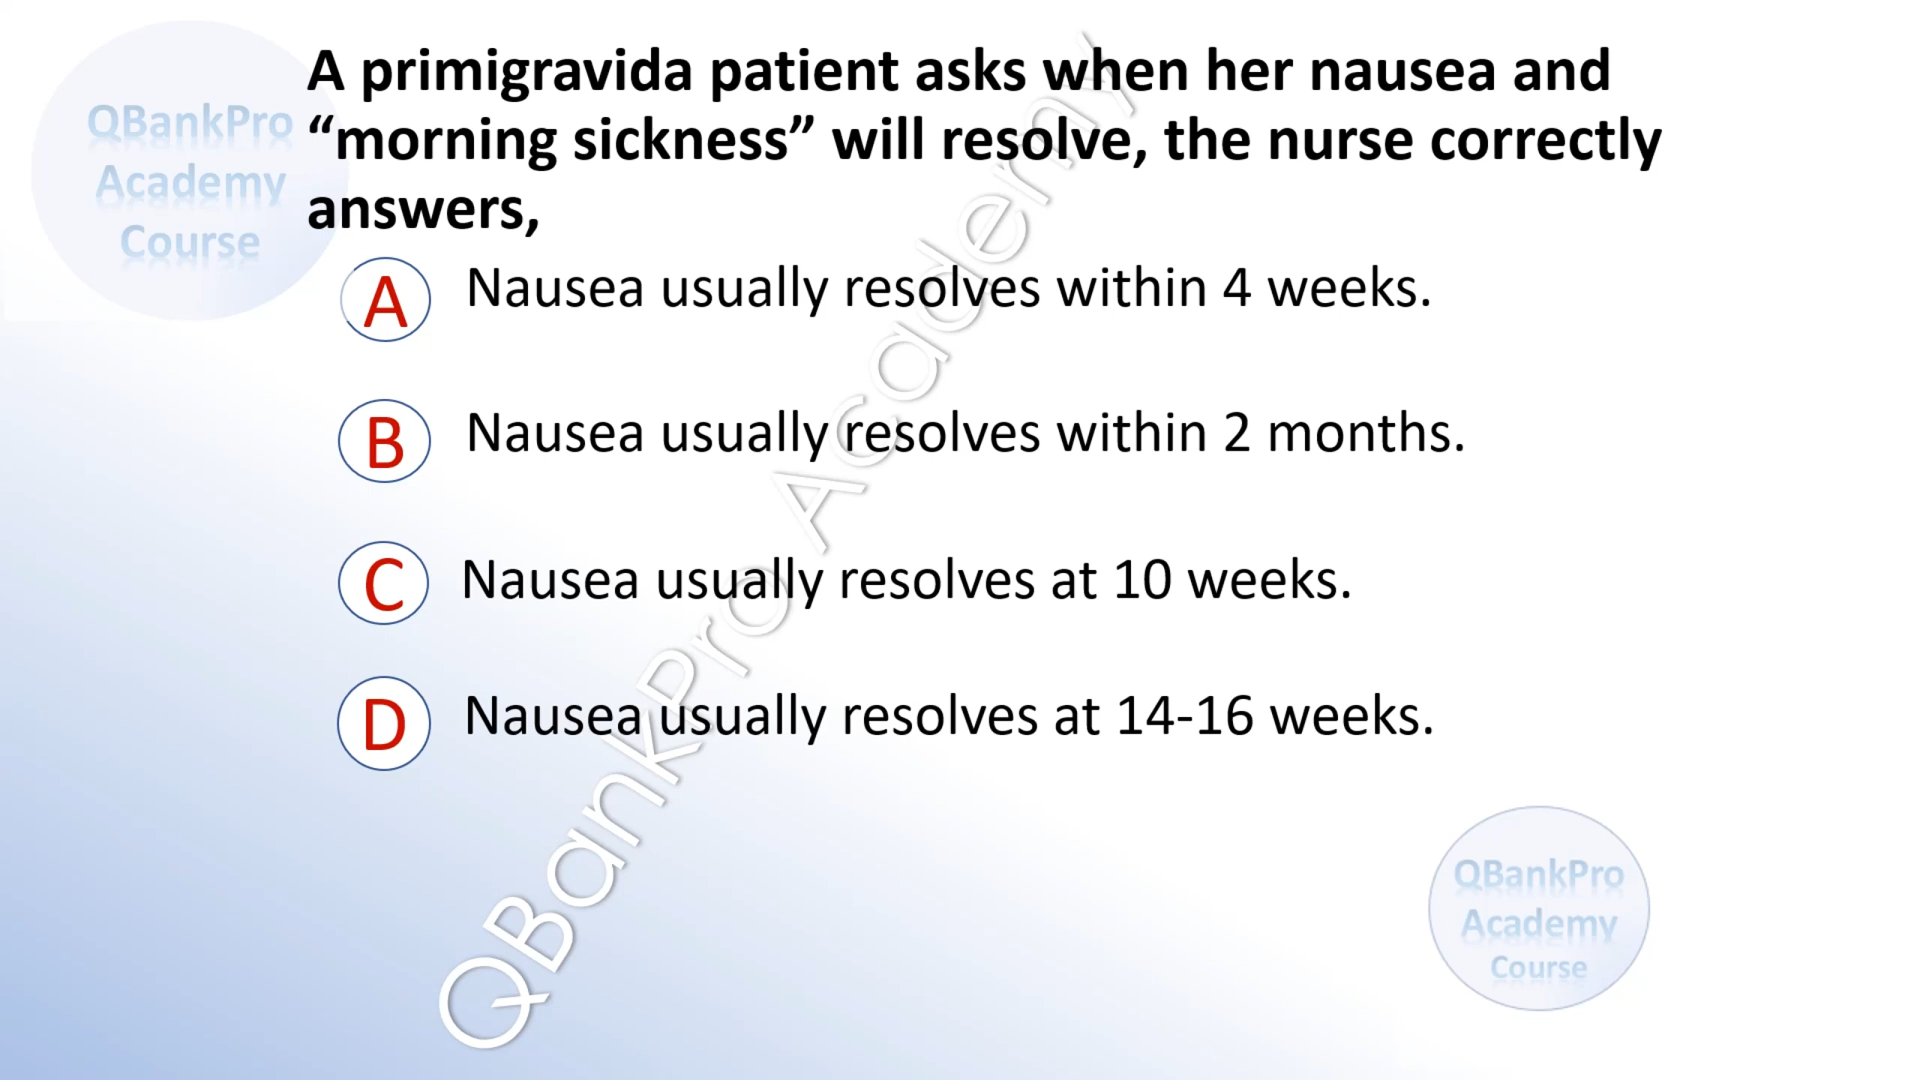 QBankPro
Academy
Course
A primigravida patient asks when her nausea and
“morning sickness” will resolve, the nurse correctly
answers,
A Nausea usually resolves within 4 weeks.
B Nausea usually resolves within 2 months.
C Nausea usually resolves at 10 weeks.
D Nausea usually resolves at 14-16 weeks.
QBankPro Academy
QBankPro
Academy
Course